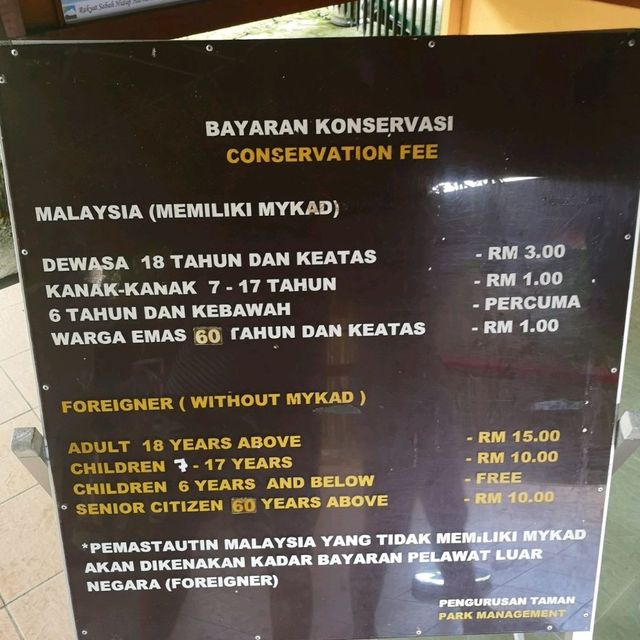 Rakyat Sabah Hidup
BAYARAN KONSERVASI
CONSERVATION FEE
MALAYSIA (MEMILIKI MYKAD)
DEWASA 18 TAHUN DAN KEATAS - RM 3.00
KANAK-KANAK 7 - 17 TAHUN - RM 1.00
6 TAHUN DAN KEBAWAH - PERCUMA
WARGA EMAS 60 TAHUN DAN KEATAS - RM 1.00
FOREIGNER ( WITHOUT MYKAD )
ADULT 18 YEARS ABOVE - RM 15.00
CHILDREN 7 - 17 YEARS - RM 10.00
CHILDREN 6 YEARS AND BELOW - FREE
SENIOR CITIZEN 60 YEARS ABOVE - RM 10.00
*PEMASTAUTIN MALAYSIA YANG TIDAK MEMILIKI MYKAD
AKAN DIKENAKAN KADAR BAYARAN PELAWAT LUAR
NEGARA (FOREIGNER)
PENGURUSAN TAMAN
PARK MANAGEMENT